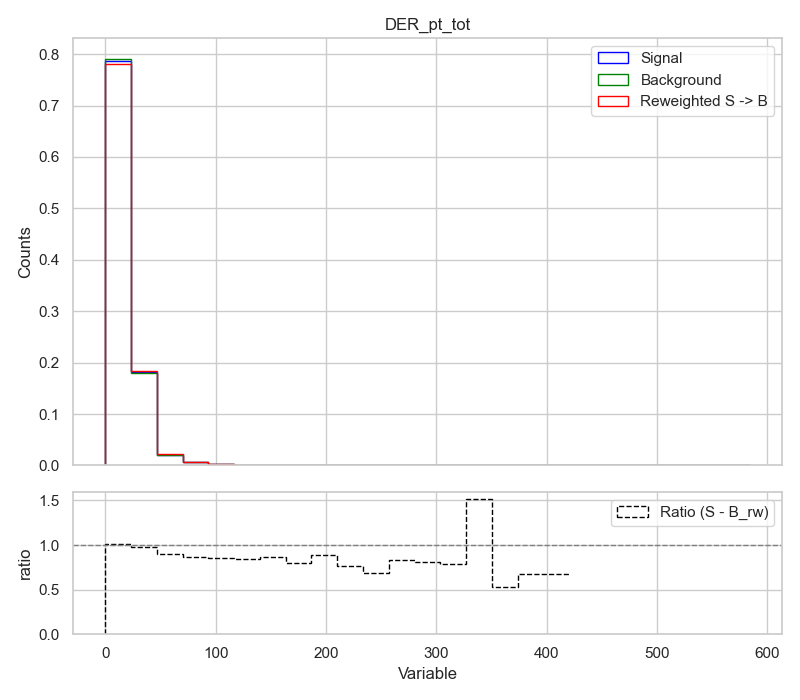 DER_pt_tot
0.8
0.7
0.6
0.5
0.4
0.3
0.2
0.1
0.0
Counts
Signal
Background
Reweighted S -> B
1.5
1.0
0.5
0.0
ratio
Ratio (S - B_rw)
0 100 200 300 400 500 600
Variable